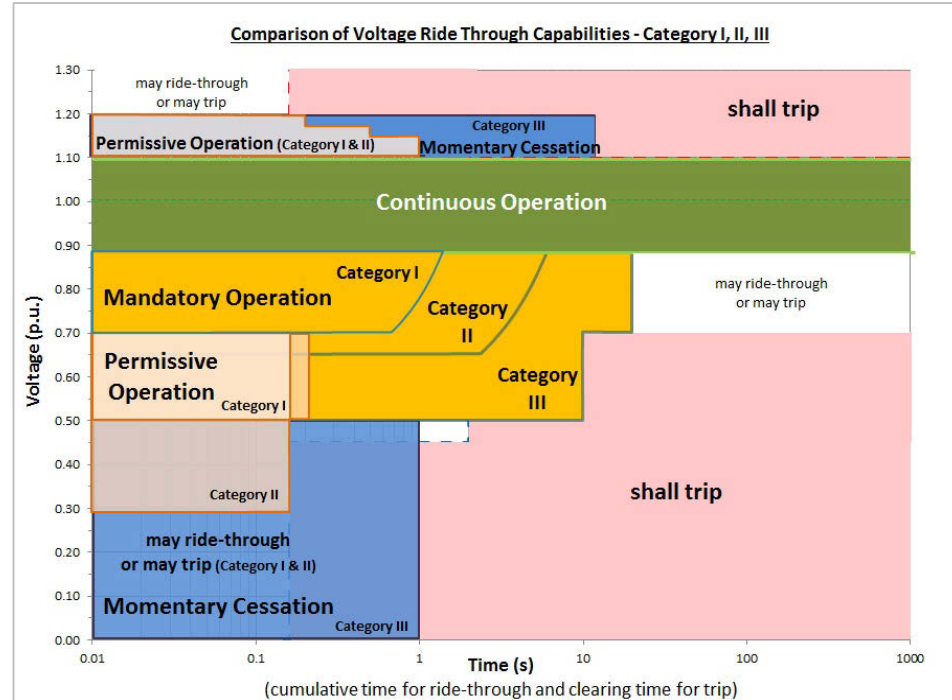 Comparison of Voltage Ride Through Capabilities - Category I, II, III
1.30
may ride-through
or may trip
shall trip
1.20
Category III
Permissive Operation (Category I & II)
Momentary Cessation
1.10
Continuous Operation
1.00
0.90
Category I
Mandatory Operation
may ride-through
or may trip
0.80
Category
II
0.70
Permissive
Operation
Category I
0.60
Category
III
0.50
0.40
Category II
shall trip
0.30
may ride-through
or may trip (Category I & II)
0.20
0.10
Momentary Cessation
Category III
0.00
Voltage (p.u.)
0.01
0.1
1
10
100
1000
Time (s)
(cumulative time for ride-through and clearing time for trip)